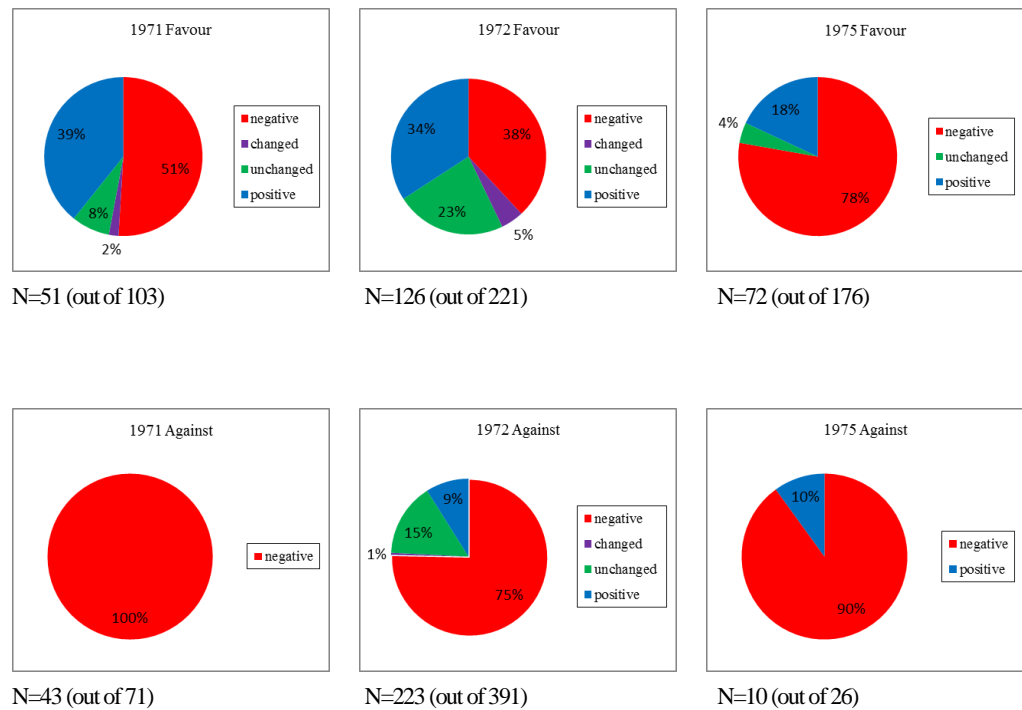 1971 Favour
39%
51%
8%
2%
negative
changed
unchanged
positive
N=51 (out of 103)
1972 Favour
34%
38%
23%
5%
negative
changed
unchanged
positive
N=126 (out of 221)
1975 Favour
4%
18%
78%
negative
unchanged
positive
N=72 (out of 176)
1971 Against
100%
negative
N=43 (out of 71)
1972 Against
9%
15%
1%
75%
negative
changed
unchanged
positive
N=223 (out of 391)
1975 Against
10%
90%
negative
positive
N=10 (out of 26)